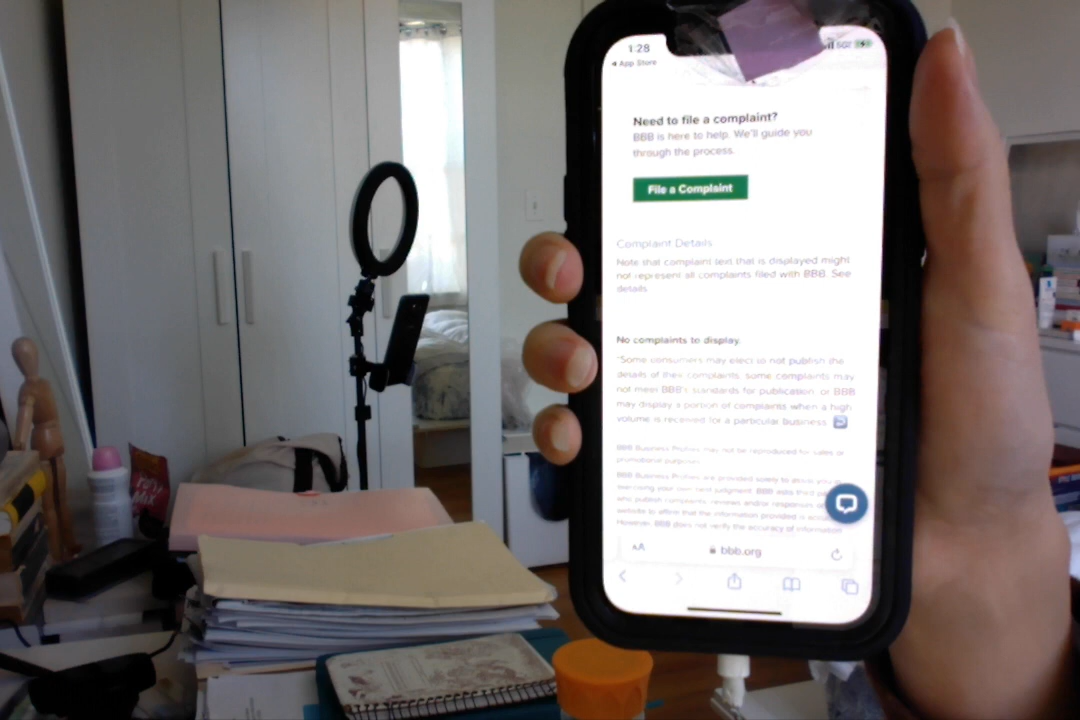 1:28
5GE
◂ App Store
Need to file a complaint?
BBB is here to help. We'll guide you
through the process.
File a Complaint
Complaint Details
Note that complaint text that is displayed might
not represent all complaints filed with BBB. See
details.
No complaints to display.
*Some consumers may elect to not publish the
details of their complaints, some complaints may
not meet BBB's standards for publication, or BBB
may display a portion of complaints when a high
volume is received for a particular Business.
BBB Business Profiles may not be reproduced for sales or
promotional purposes.
BBB Business Profiles are provided solely to assist you in
exercising your own best judgment. BBB asks third
who publish complaints, reviews and/or responses on
website to affirm that the information provided is
However, BBB does not verify the accuracy of information
AA
bbb.org